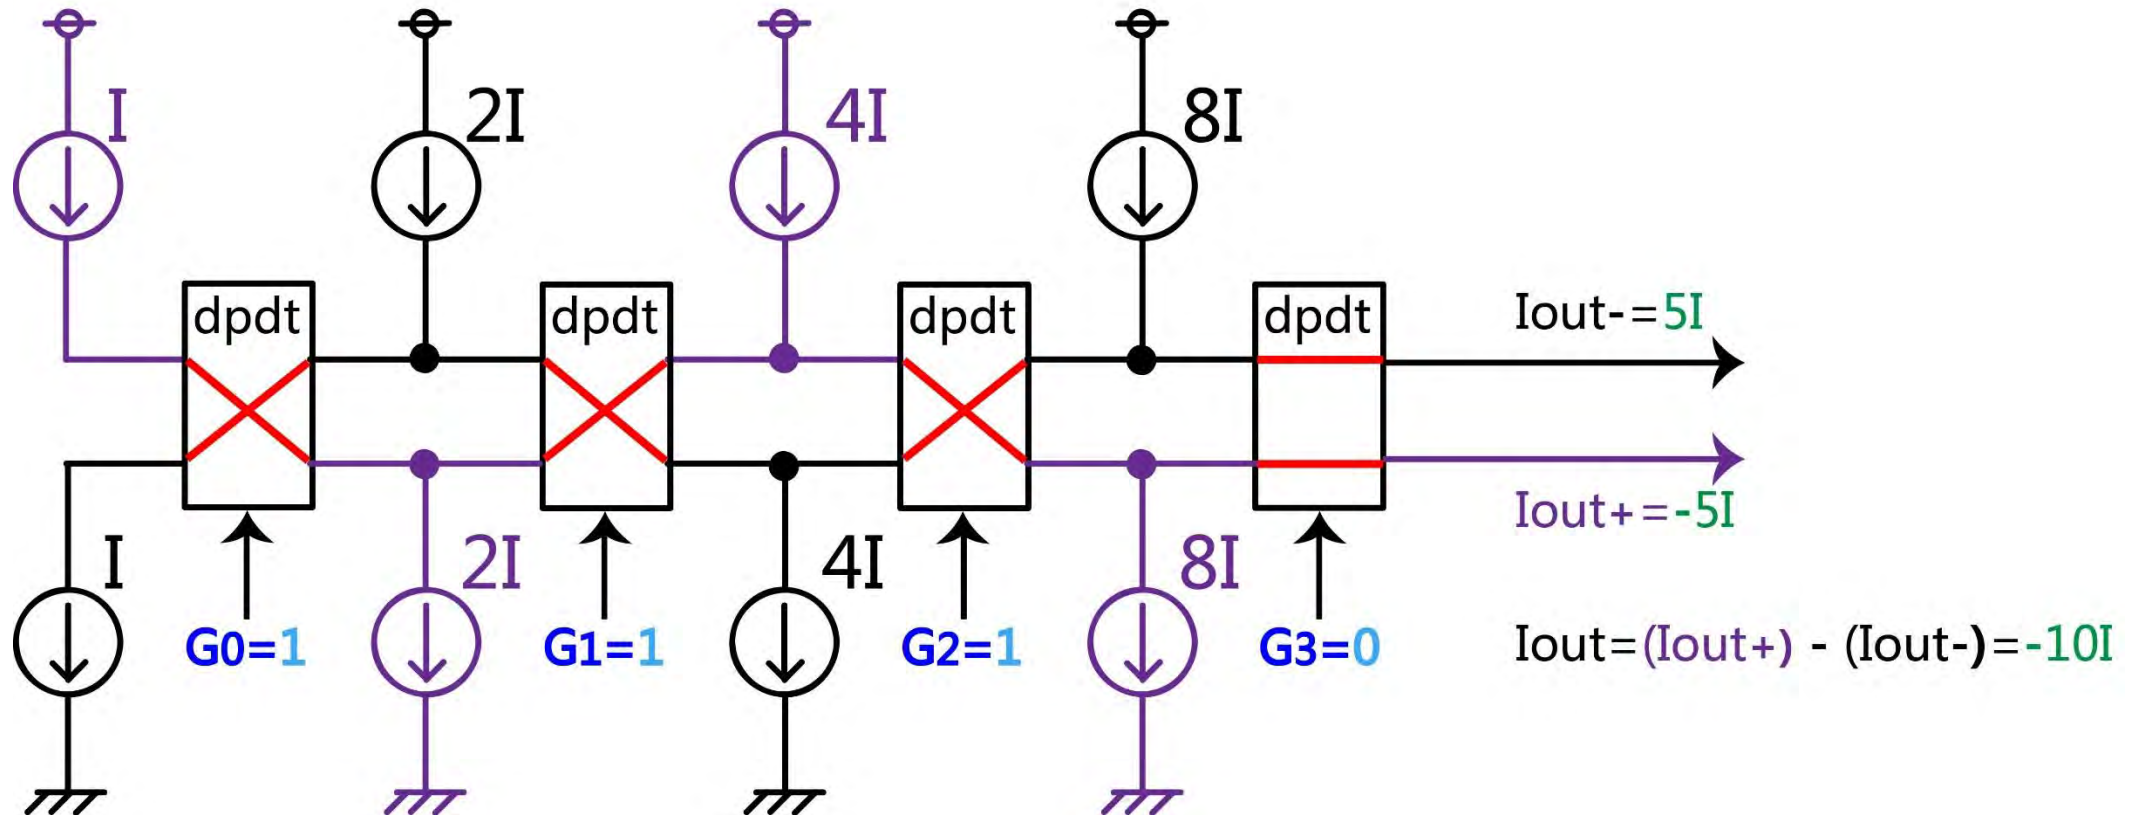 I
2I
4I
8I
dpdt
dpdt
dpdt
dpdt
Iout-=5I
Iout+=-5I
I
2I
4I
8I
G0=1
G1=1
G2=1
G3=0
Iout=(Iout+) - (Iout-)=-10I